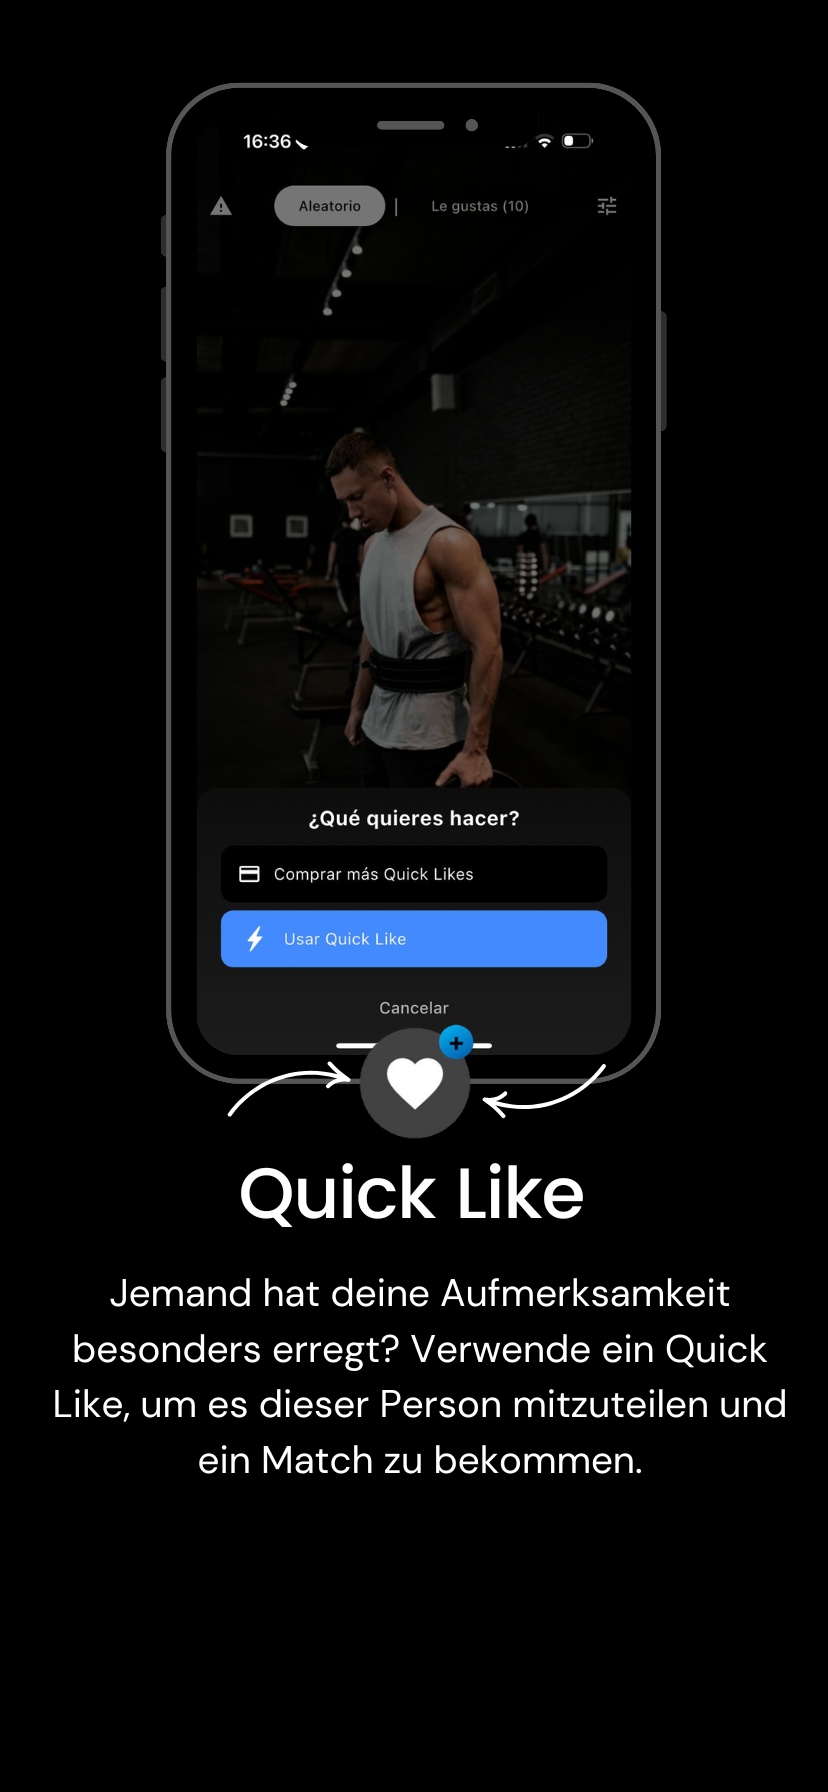 16:36
Aleatorio | Le gustas (10)
¿Qué quieres hacer?
Comprar más Quick Likes
Usar Quick Like
Cancelar
Quick Like
Jemand hat deine Aufmerksamkeit
besonders erregt? Verwende ein Quick
Like, um es dieser Person mitzuteilen und
ein Match zu bekommen.